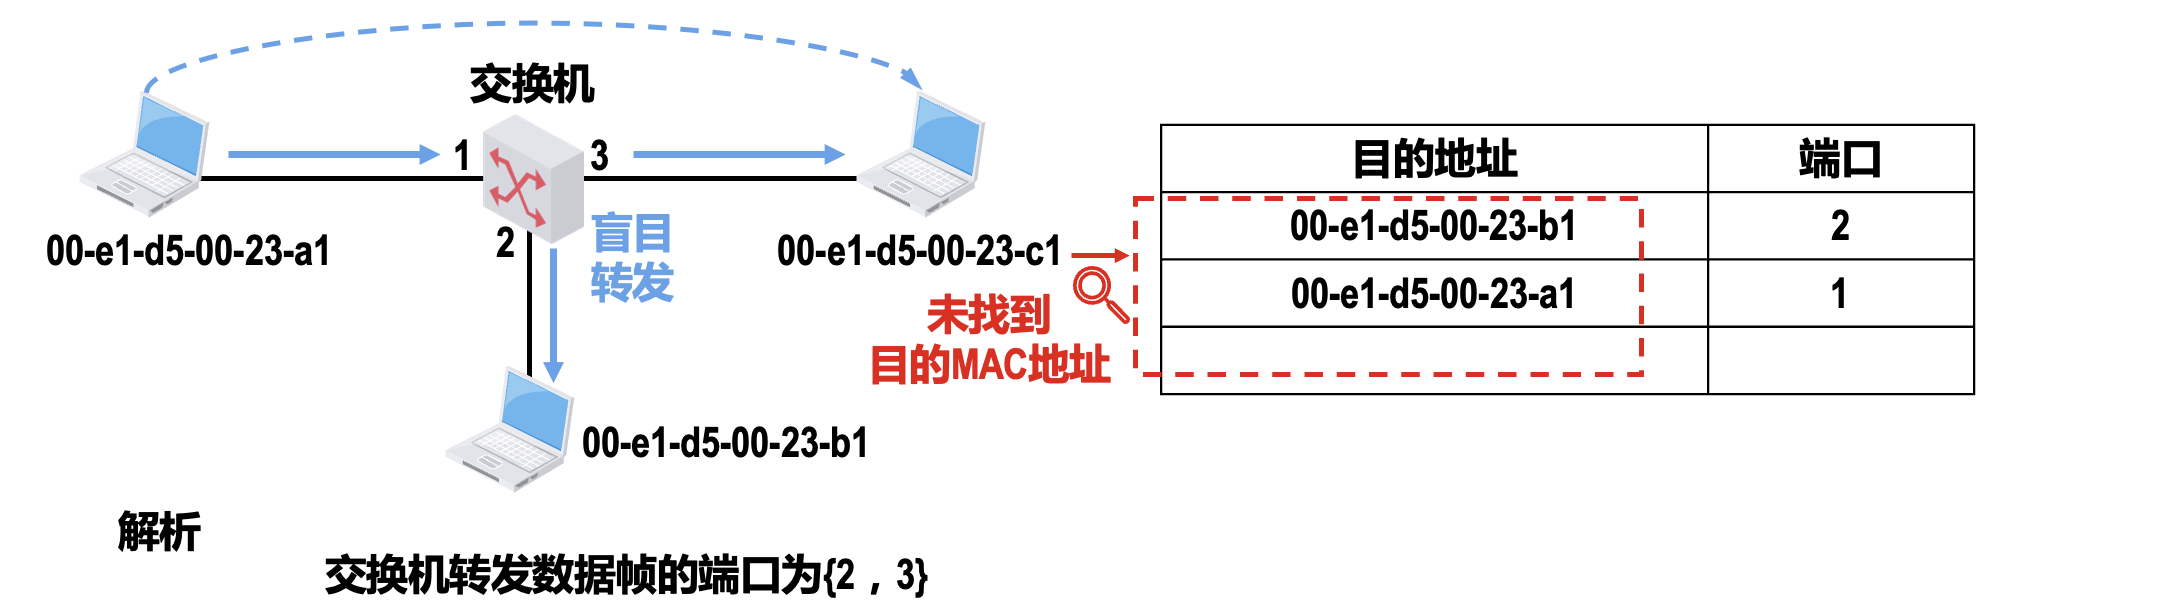 交换机
1
3
2
盲目
转发
00-e1-d5-00-23-a1
00-e1-d5-00-23-c1
未找到
目的MAC地址
00-e1-d5-00-23-b1
目的地址 端口
00-e1-d5-00-23-b1 2
00-e1-d5-00-23-a1 1
解析
交换机转发数据帧的端口为{2，3}